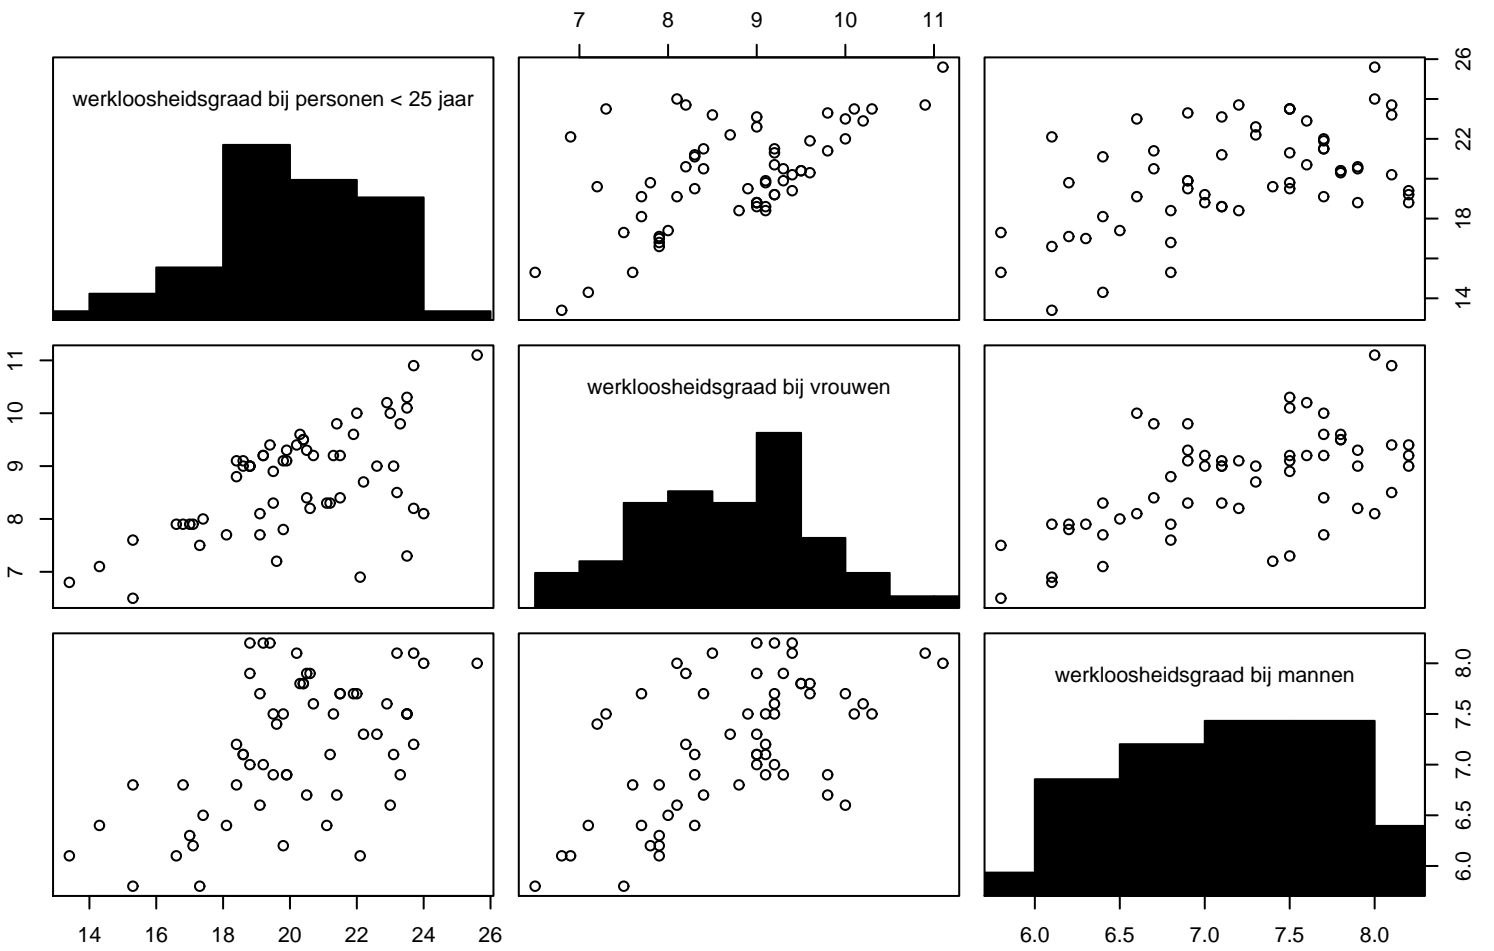 7 8 9 10 11
werkloosheidsgraad bij personen < 25 jaar
26
22
18
14
11
10
9
8
7
werkloosheidsgraad bij vrouwen
werkloosheidsgraad bij mannen
8.0
7.5
7.0
6.5
6.0
14 16 18 20 22 24 26
6.0 6.5 7.0 7.5 8.0